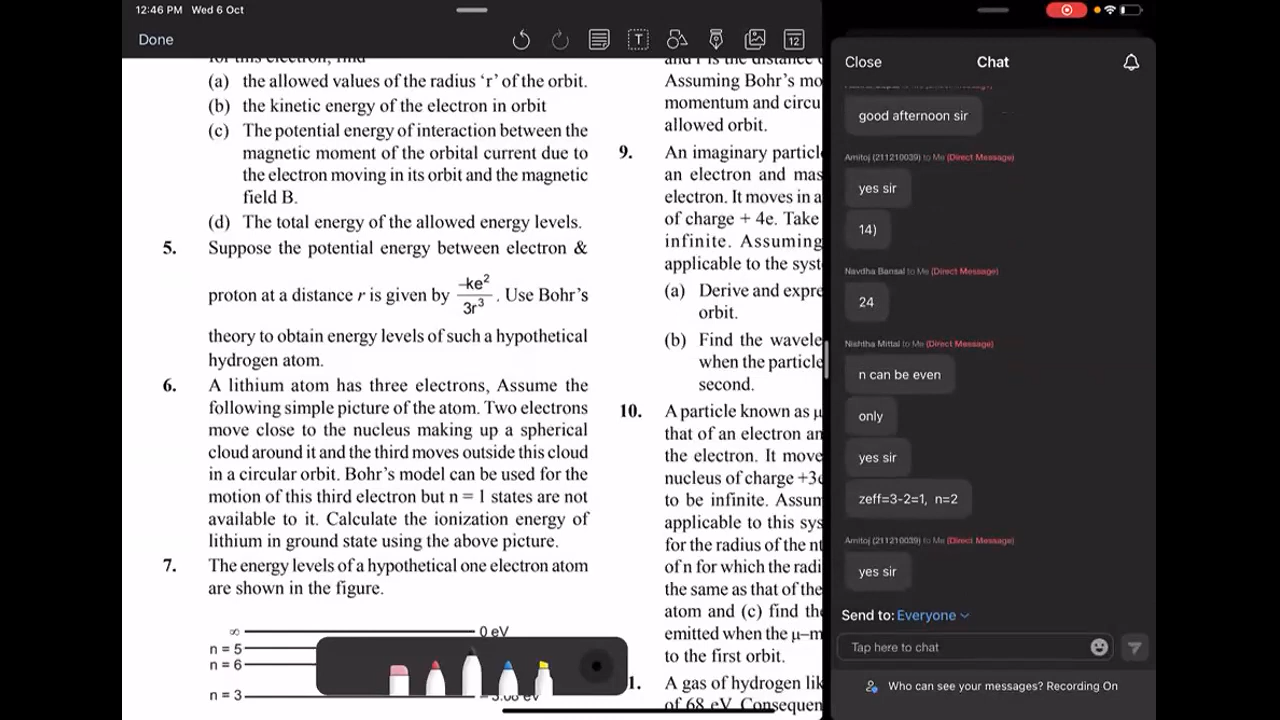 12:46 PM Wed 6 Oct
Done
T
12
for this electron, find
(a) the allowed values of the radius ‘r’ of the orbit.
(b) the kinetic energy of the electron in orbit
(c) The potential energy of interaction between the
magnetic moment of the orbital current due to
the electron moving in its orbit and the magnetic
field B.
(d) The total energy of the allowed energy levels.
5. Suppose the potential energy between electron &
proton at a distance r is given by -ke²/3r³. Use Bohr’s
theory to obtain energy levels of such a hypothetical
hydrogen atom.
6. A lithium atom has three electrons, Assume the
following simple picture of the atom. Two electrons
move close to the nucleus making up a spherical
cloud around it and the third moves outside this cloud
in a circular orbit. Bohr’s model can be used for the
motion of this third electron but n = 1 states are not
available to it. Calculate the ionization energy of
lithium in ground state using the above picture.
7. The energy levels of a hypothetical one electron atom
are shown in the figure.
∞ 0 eV
n = 5
n = 6
n = 3
and r is the distance
Assuming Bohr’s mo
momentum and circu
allowed orbit.
9. An imaginary particl
an electron and mas
electron. It moves in a
of charge + 4e. Take
infinite. Assuming
applicable to the syst
(a) Derive and expre
orbit.
(b) Find the wavele
when the particle
second.
10. A particle known as μ
that of an electron an
the electron. It move
nucleus of charge +3e
to be infinite. Assum
applicable to this sys
for the radius of the nt
of n for which the radi
the same as that of the
atom and (c) find the
emitted when the μ–m
to the first orbit.
1. A gas of hydrogen lik
of 68 eV. Consequen
Close
Chat
good afternoon sir
Amitoj (211210039) to Me (Direct Message)
yes sir
14)
Navdha Bansal to Me (Direct Message)
24
Nishtha Mittal to Me (Direct Message)
n can be even
only
yes sir
zeff=3-2=1, n=2
Amitoj (211210039) to Me (Direct Message)
yes sir
Send to: Everyone
Tap here to chat
Who can see your messages? Recording On